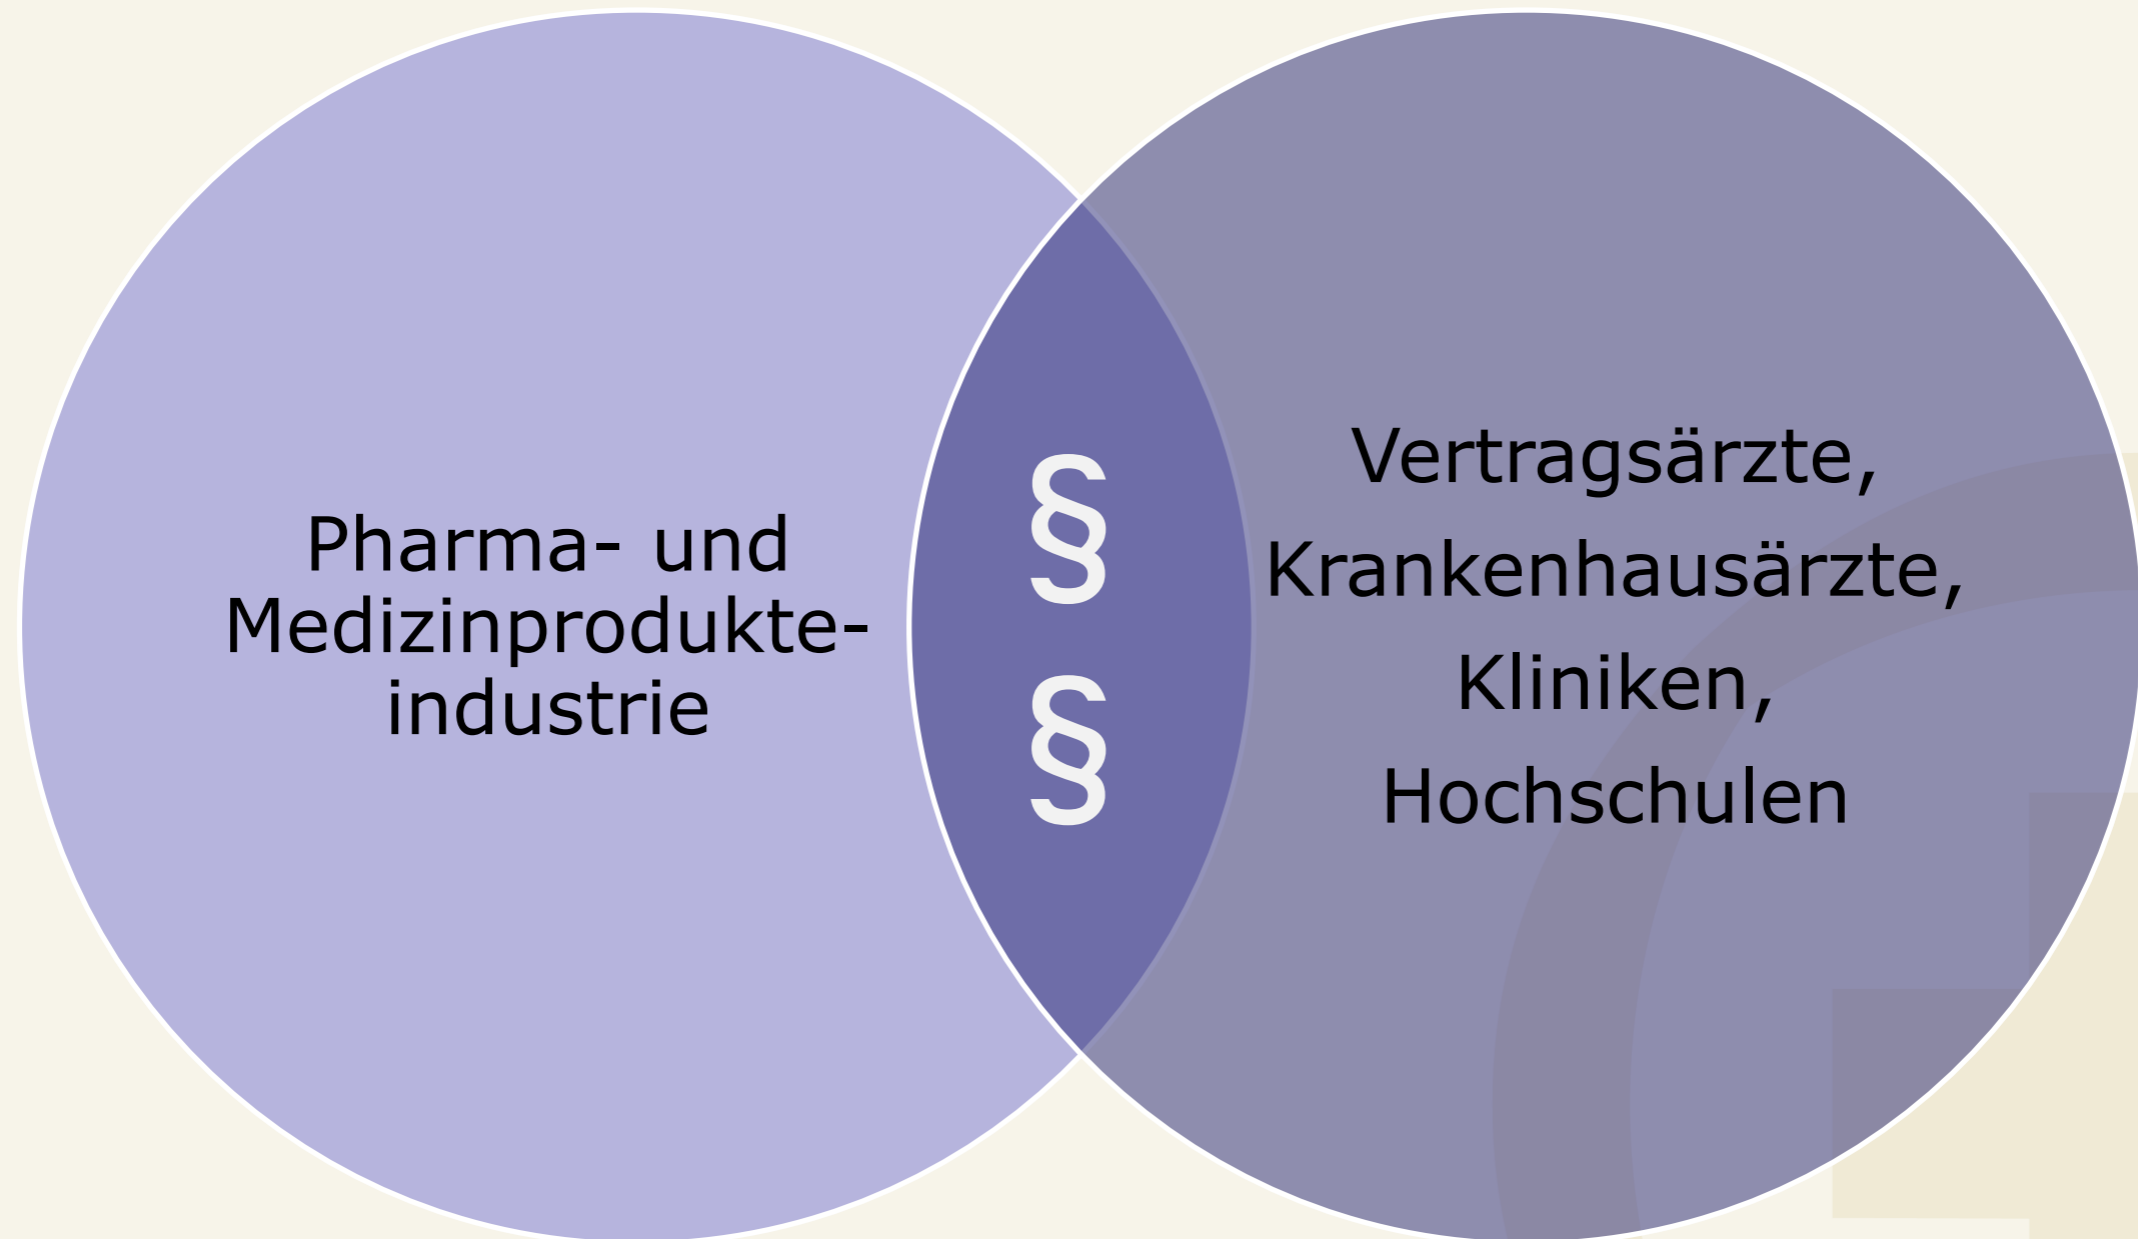 Pharma- und
Medizinprodukte-
industrie
§
§
Vertragsärzte,
Krankenhausärzte,
Kliniken,
Hochschulen